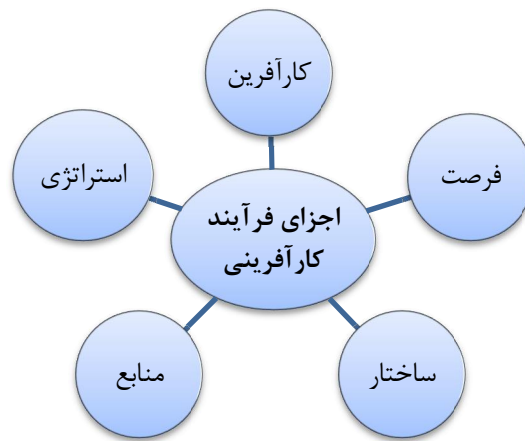 کارآفرین
فرصت
استراتژی
اجزای فرآیند
کارآفرینی
ساختار
منابع